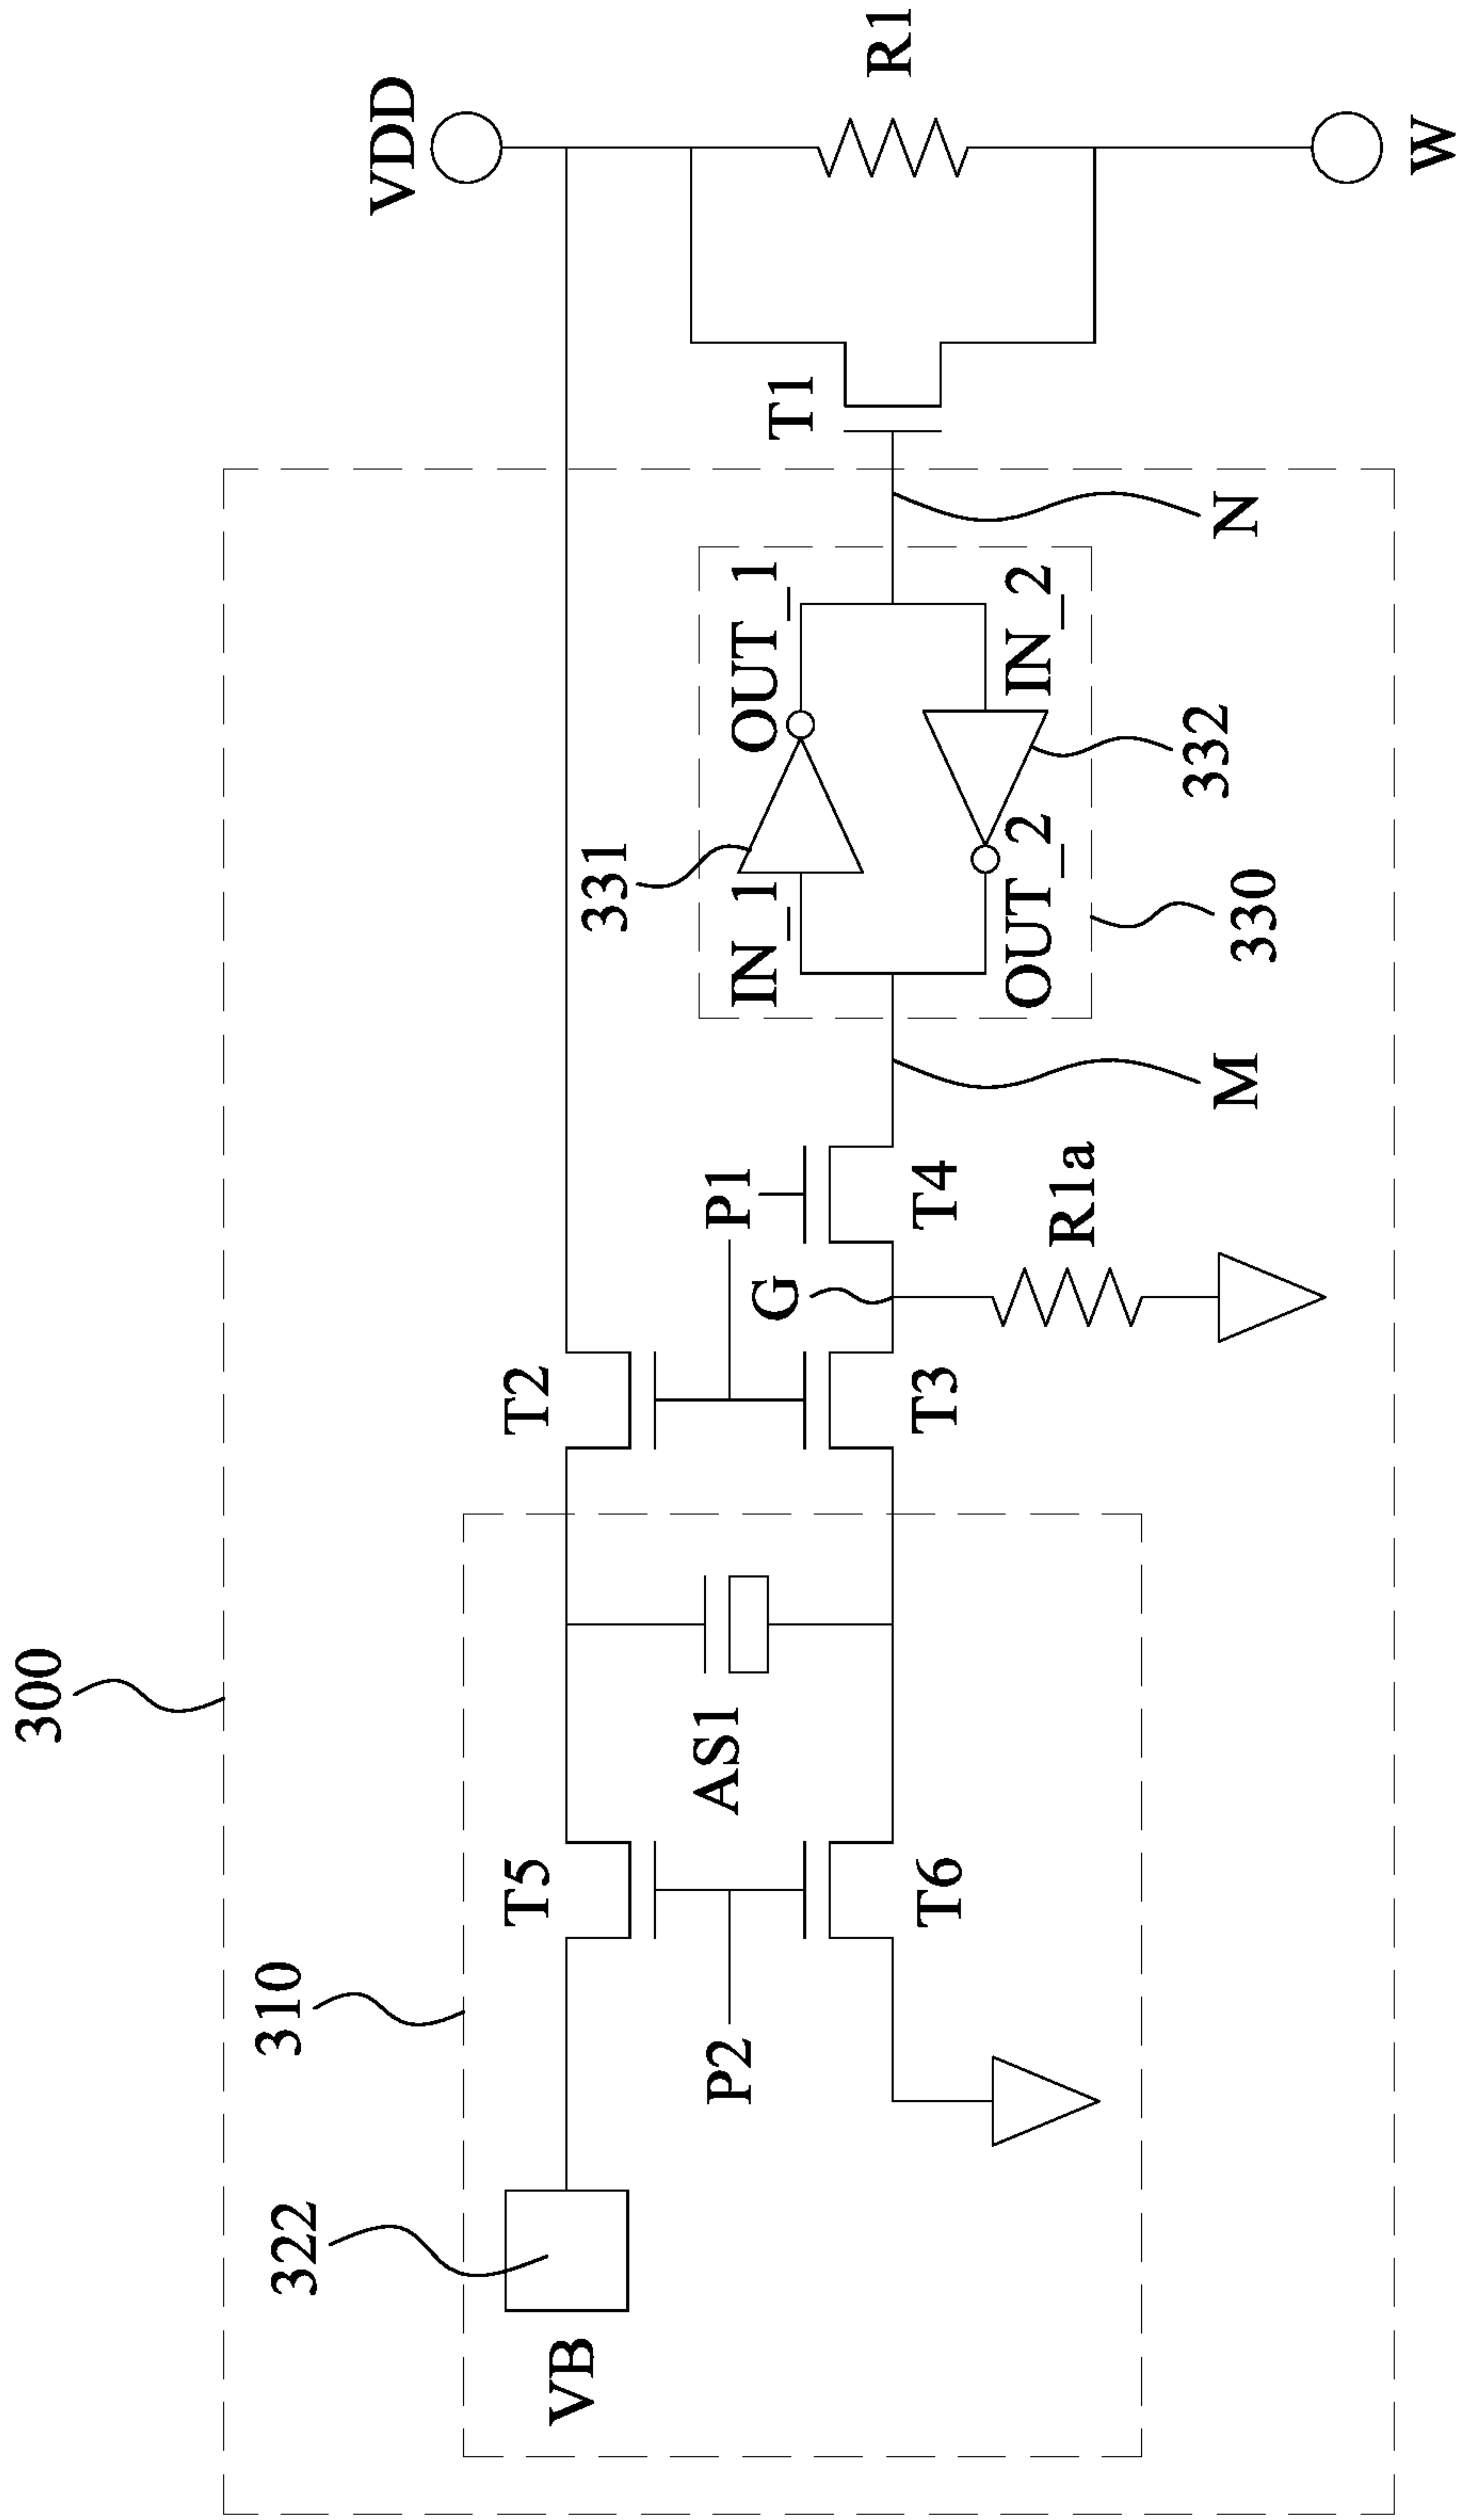 300
310
322
VB
P2
T5
T6
AS1
T2
T3
P1
G
T4
R1a
M
331
IN_1
OUT_1
OUT_2
IN_2
332
330
N
T1
VDD
R1
W